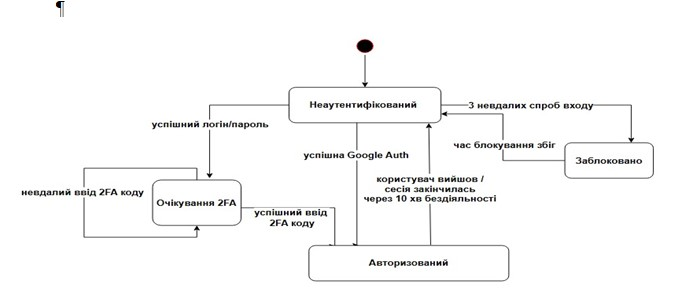 ¶
Неаутентифікований
3 невдалих спроб входу
успішний логін/пароль
час блокування збіг
успішна Google Auth
Заблоковано
користувач вийшов /
сесія закінчилась
через 10 хв бездіяльності
невдалий ввід 2FA коду
Очікування 2FA
успішний ввід
2FA коду
Авторизований